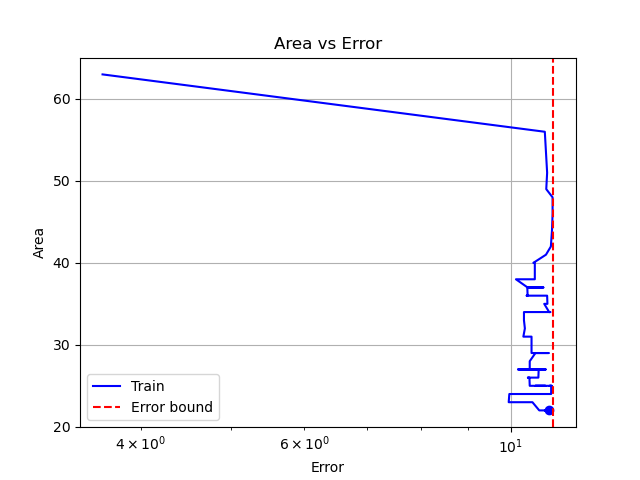 Area vs Error
60
50
40
30
20
Area
Train
Error bound
4 × 10⁰
6 × 10⁰
10¹
Error